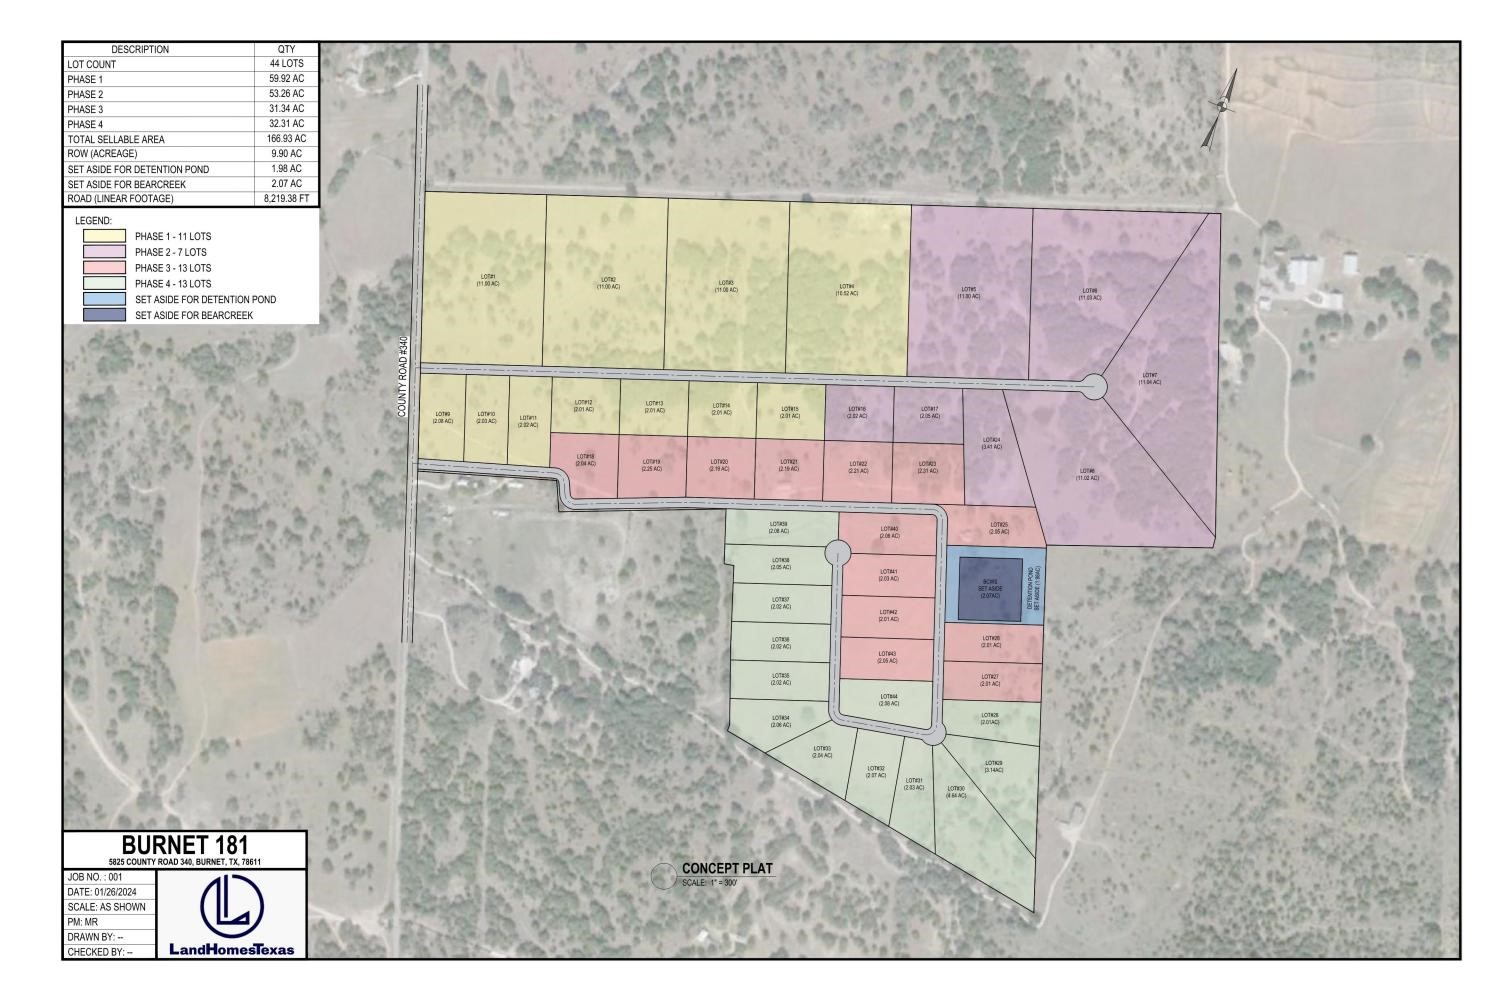 DESCRIPTION QTY
LOT COUNT 44 LOTS
PHASE 1 59.92 AC
PHASE 2 53.26 AC
PHASE 3 31.34 AC
PHASE 4 32.31 AC
TOTAL SELLABLE AREA 166.93 AC
ROW (ACREAGE) 9.90 AC
SET ASIDE FOR DETENTION POND 1.98 AC
SET ASIDE FOR BEARCREEK 2.07 AC
ROAD (LINEAR FOOTAGE) 8,219.38 FT
LEGEND:
PHASE 1 - 11 LOTS
PHASE 2 - 7 LOTS
PHASE 3 - 13 LOTS
PHASE 4 - 13 LOTS
SET ASIDE FOR DETENTION POND
SET ASIDE FOR BEARCREEK
COUNTY ROAD #340
LOT#1
(11.00 AC)
LOT#2
(11.00 AC)
LOT#3
(11.00 AC)
LOT#4
(10.52 AC)
LOT#5
(11.00 AC)
LOT#6
(11.03 AC)
LOT#7
(11.04 AC)
LOT#8
(11.02 AC)
LOT#9
(2.08 AC)
LOT#10
(2.03 AC)
LOT#11
(2.02 AC)
LOT#12
(2.01 AC)
LOT#13
(2.01 AC)
LOT#14
(2.01 AC)
LOT#15
(2.01 AC)
LOT#16
(2.02 AC)
LOT#17
(2.05 AC)
LOT#24
(3.41 AC)
LOT#18
(2.04 AC)
LOT#19
(2.25 AC)
LOT#20
(2.19 AC)
LOT#21
(2.19 AC)
LOT#22
(2.21 AC)
LOT#23
(2.31 AC)
LOT#25
(2.05 AC)
LOT#39
(2.08 AC)
LOT#38
(2.05 AC)
LOT#37
(2.02 AC)
LOT#36
(2.02 AC)
LOT#35
(2.02 AC)
LOT#34
(2.06 AC)
LOT#33
(2.04 AC)
LOT#32
(2.07 AC)
LOT#31
(2.03 AC)
LOT#30
(4.64 AC)
LOT#29
(3.14AC)
LOT#28
(2.01AC)
LOT#27
(2.01 AC)
LOT#26
(2.01 AC)
LOT#40
(2.08 AC)
LOT#41
(2.03 AC)
LOT#42
(2.01 AC)
LOT#43
(2.05 AC)
LOT#44
(2.08 AC)
BCWS
SET ASIDE
(2.07AC)
DETENTION POND
SET ASIDE (1.98AC)
CONCEPT PLAT
SCALE: 1" = 300'
BURNET 181
5825 COUNTY ROAD 340, BURNET, TX, 78611
JOB NO. : 001
DATE: 01/26/2024
SCALE: AS SHOWN
PM: MR
DRAWN BY: --
CHECKED BY: --
LandHomesTexas